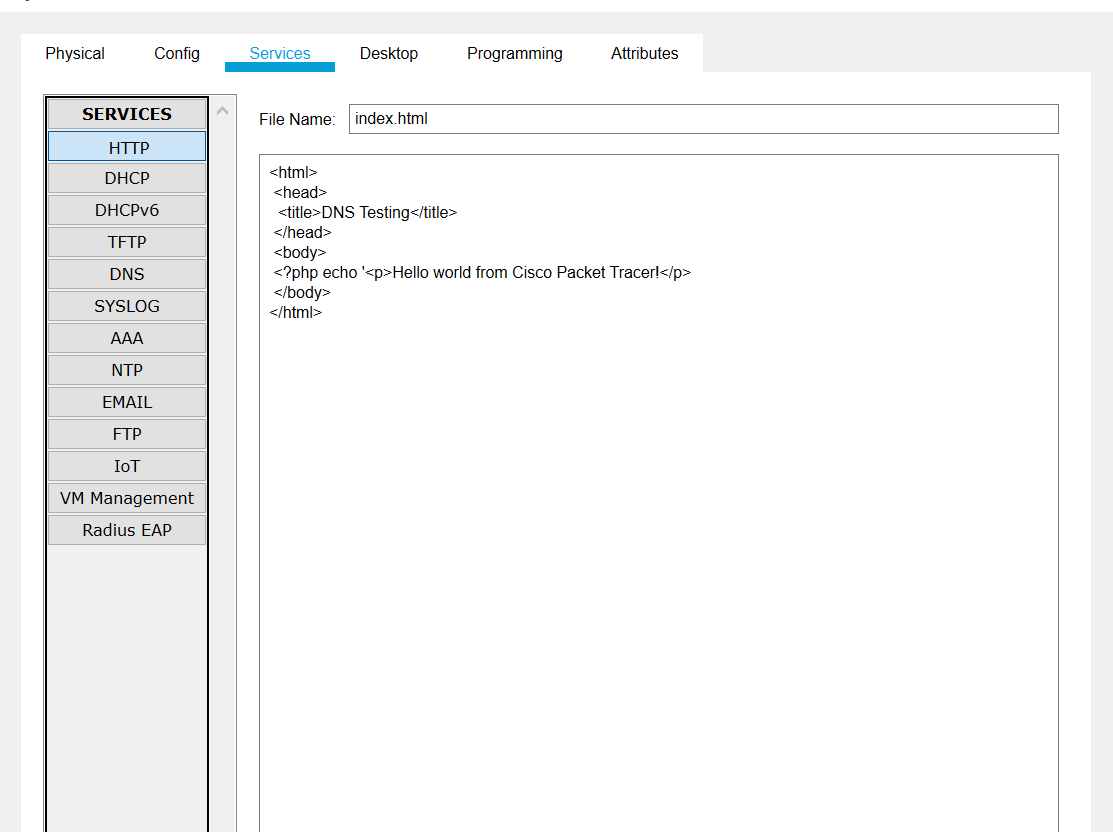 Physical Config Services Desktop Programming Attributes
SERVICES
HTTP
DHCP
DHCPv6
TFTP
DNS
SYSLOG
AAA
NTP
EMAIL
FTP
IoT
VM Management
Radius EAP
File Name: index.html
<html>
<head>
<title>DNS Testing</title>
</head>
<body>
<?php echo '<p>Hello world from Cisco Packet Tracer!</p>
</body>
</html>